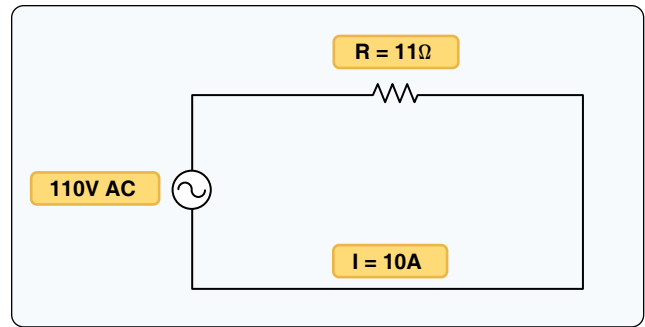 R = 11Ω
110V AC
I = 10A